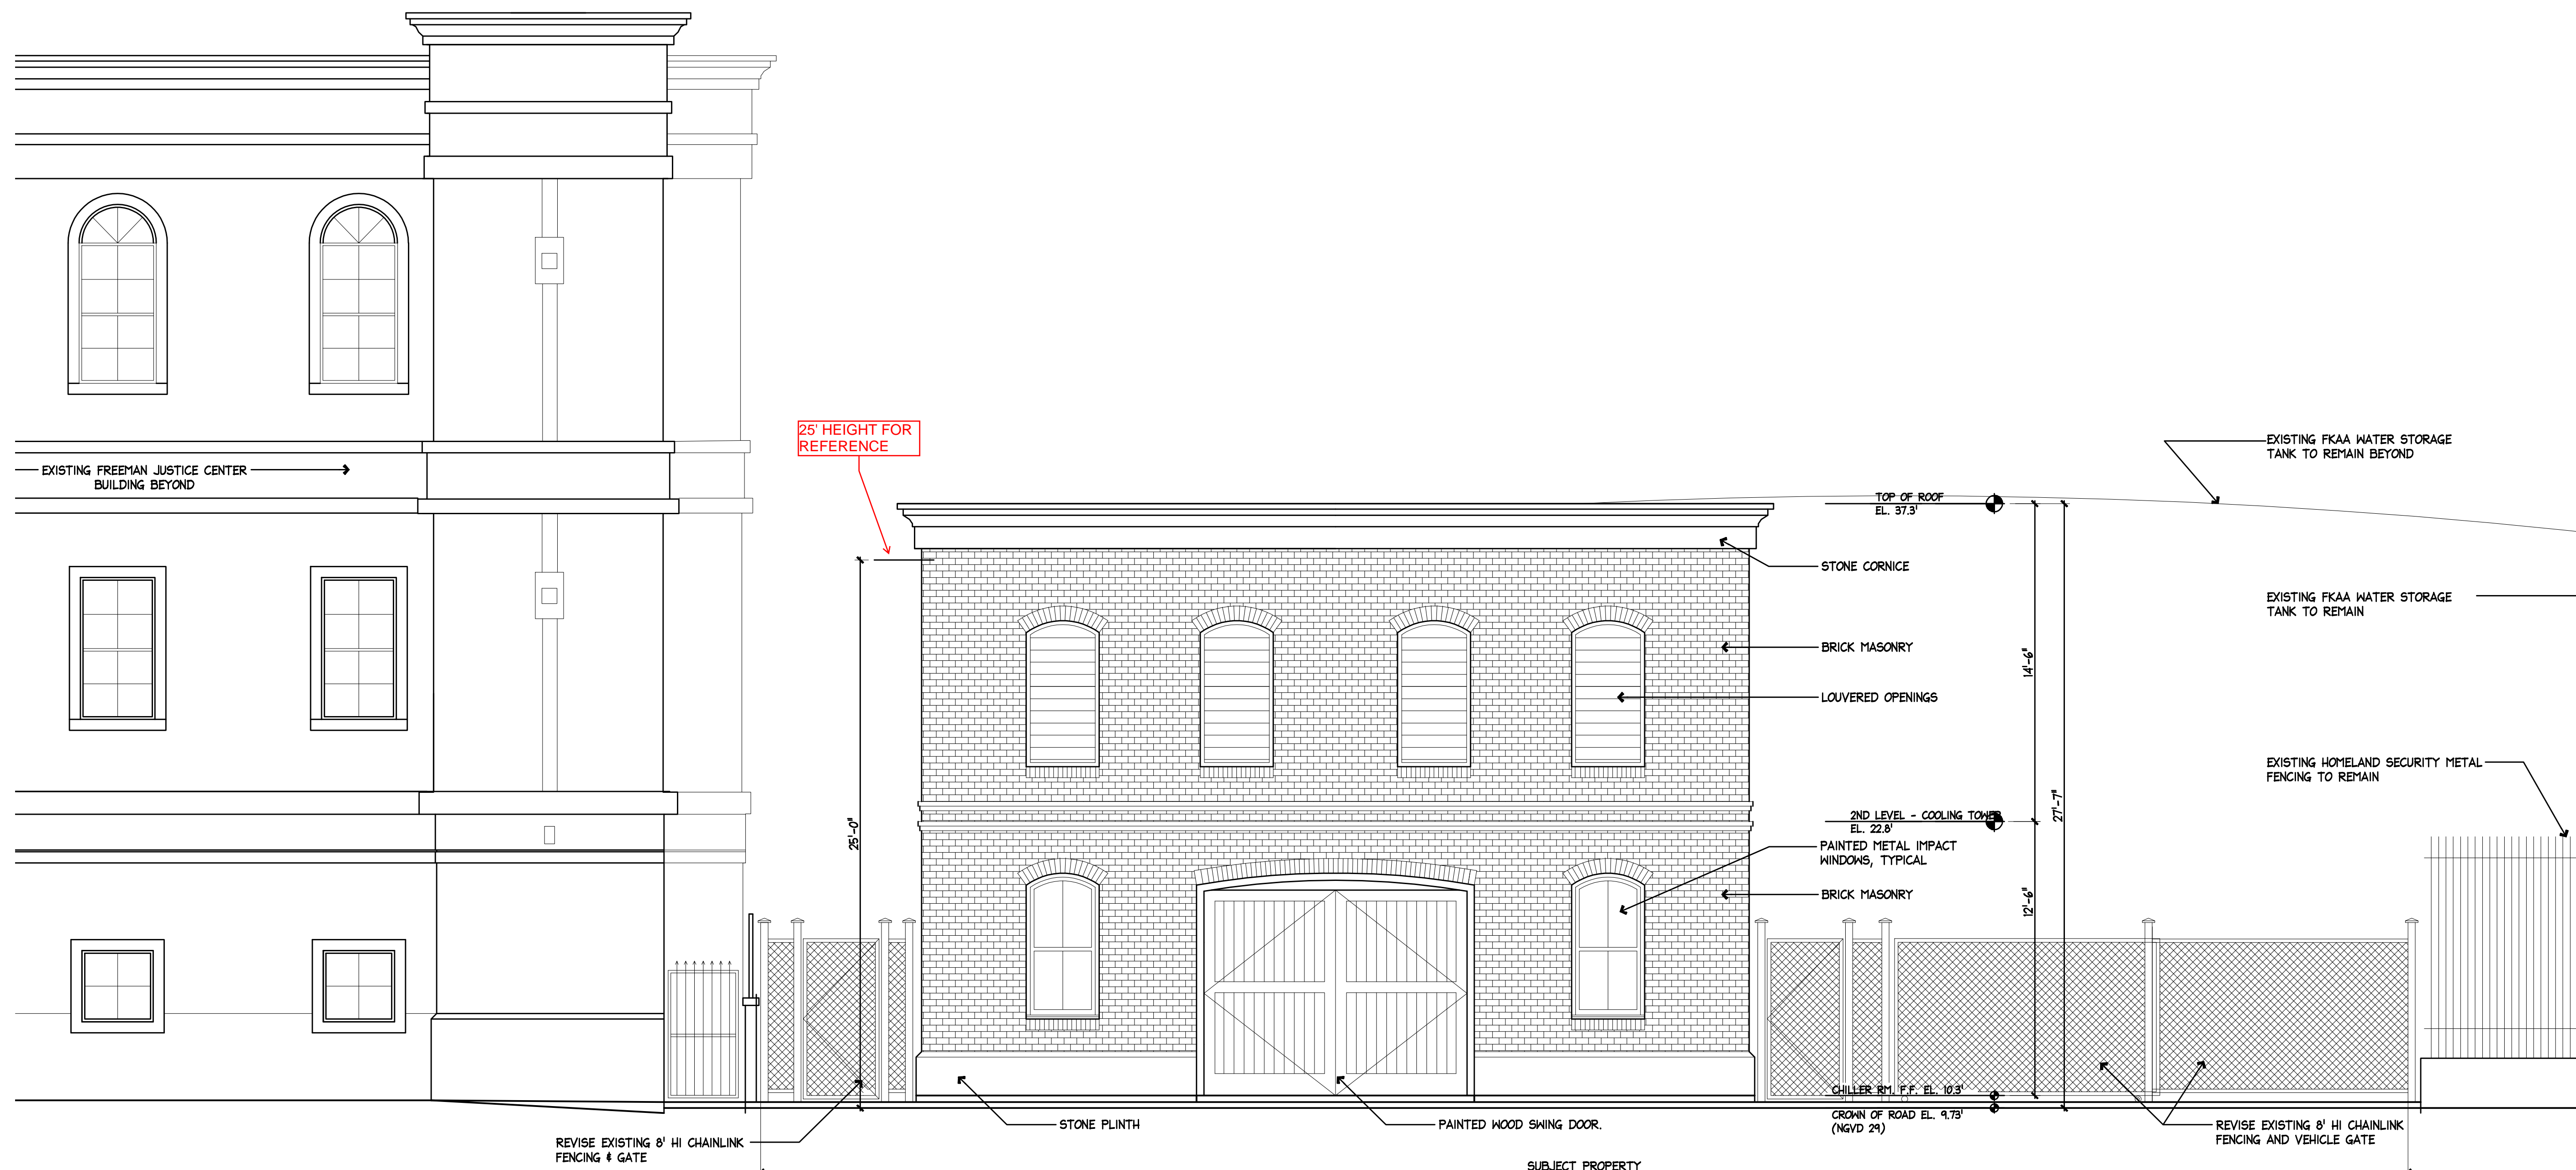 25' HEIGHT FOR
REFERENCE
EXISTING FREEMAN JUSTICE CENTER
BUILDING BEYOND
EXISTING FKAA WATER STORAGE
TANK TO REMAIN BEYOND
TOP OF ROOF
EL. 37.3'
STONE CORNICE
EXISTING FKAA WATER STORAGE
TANK TO REMAIN
BRICK MASONRY
14'-6"
LOUVERED OPENINGS
EXISTING HOMELAND SECURITY METAL
FENCING TO REMAIN
27'-7"
25'-0"
2ND LEVEL - COOLING TOWER
EL. 22.8'
PAINTED METAL IMPACT
WINDOWS, TYPICAL
BRICK MASONRY
12'-6"
CHILLER RM. F.F. EL. 10.3'
CROWN OF ROAD EL. 9.73'
(NGVD 29)
STONE PLINTH
PAINTED WOOD SWING DOOR.
REVISE EXISTING 8' HI CHAINLINK
FENCING & GATE
REVISE EXISTING 8' HI CHAINLINK
FENCING AND VEHICLE GATE
SUBJECT PROPERTY